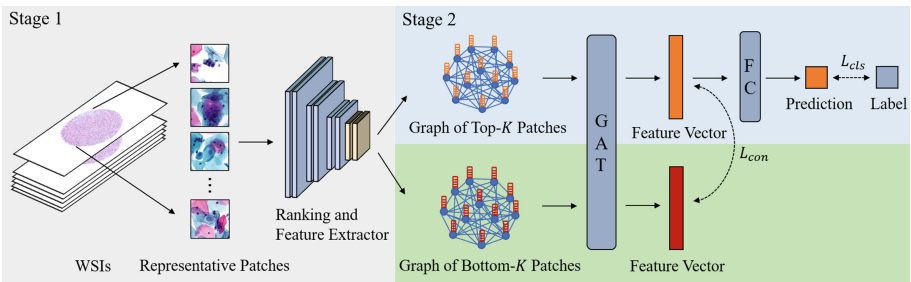 Stage 1
Stage 2
WSIs
Representative Patches
Ranking and
Feature Extractor
Graph of Top-K Patches
Graph of Bottom-K Patches
G
A
T
Feature Vector
Feature Vector
L_con
F
C
L_cls
Prediction
Label